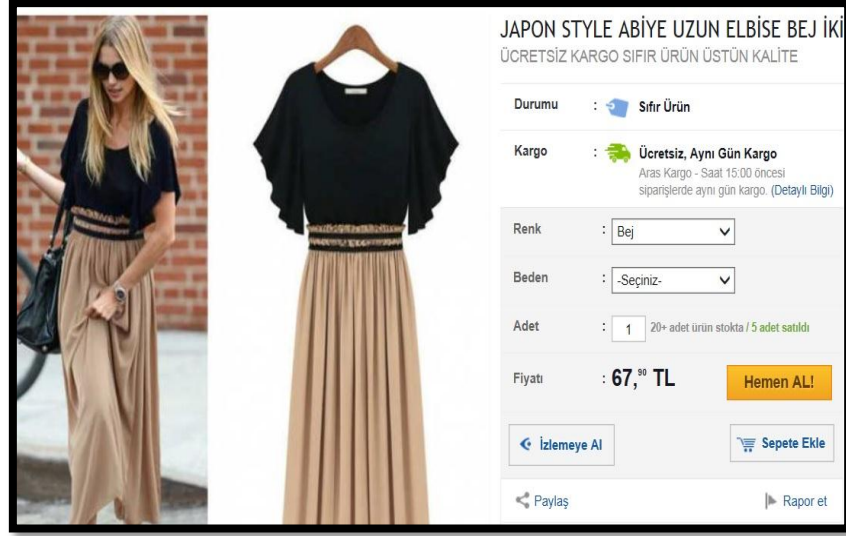 JAPON STYLE ABİYE UZUN ELBİSE BEJ İKİ
ÜCRETSİZ KARGO SIFIR ÜRÜN ÜSTÜN KALİTE
Durumu : Sıfır Ürün
Kargo : Ücretsiz, Aynı Gün Kargo
Aras Kargo - Saat 15:00 öncesi
siparişlerde aynı gün kargo. (Detaylı Bilgi)
Renk : Bej
Beden : -Seçiniz-
Adet : 1 20+ adet ürün stokta / 5 adet satıldı
Fiyatı : 67,90 TL Hemen AL!
İzlemeye Al Sepete Ekle
Paylaş Rapor et